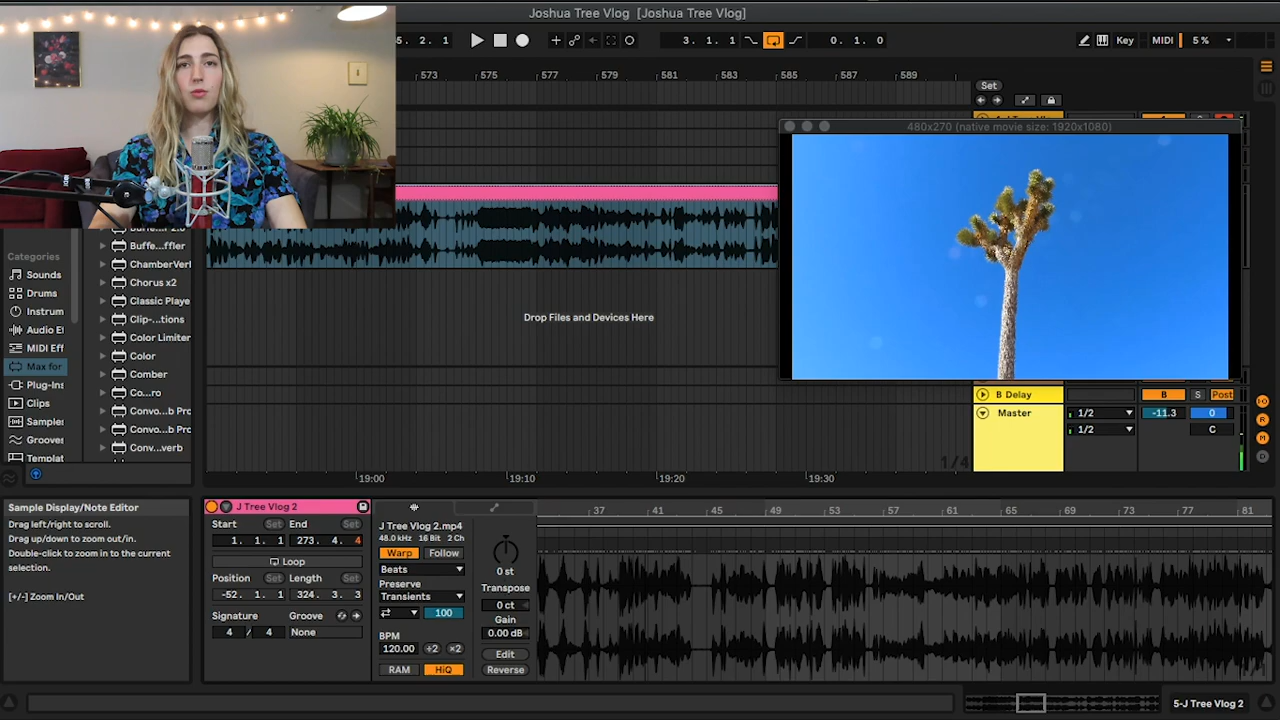 Joshua Tree Vlog [Joshua Tree Vlog]
5. 2. 1
3. 1. 1
0. 1. 0
Key
MIDI
5 %
573 575 577 579 581 583 585 587 589
Set
480x270 (native movie size: 1920x1080)
Categories
Sounds
Drums
Instrum
Audio E
MIDI Eff
Max for
Plug-Ins
Clips
Samples
Grooves
Templat
Buffe...ffler
ChamberVerb
Chorus x2
Classic Playe
Clip-...tions
Color Limiter
Color
Comber
Co...ro
Convo...b Pro
Convo...b Pro
Conv...verb
Drop Files and Devices Here
B Delay
B S Post
Master
1/2
-11.3 0
1/2
C
1/4
19:00 19:10 19:20 19:30
Sample Display/Note Editor
Drag left/right to scroll.
Drag up/down to zoom out/in.
Double-click to zoom in to the current
selection.
[+/-] Zoom In/Out
J Tree Vlog 2
Start Set End Set
1. 1. 1 273. 4. 4
Loop
Position Set Length Set
-52. 1. 1 324. 3. 3
Signature Groove
4 / 4 None
J Tree Vlog 2.mp4
48.0 kHz 16 Bit 2 Ch
Warp Follow
Beats
Preserve
Transients
100
BPM
120.00 ÷2 ×2
RAM HiQ
0 st
Transpose
0 ct
Gain
0.00 dB
Edit
Reverse
37 41 45 49 53 57 61 65 69 73 77 81
5-J Tree Vlog 2